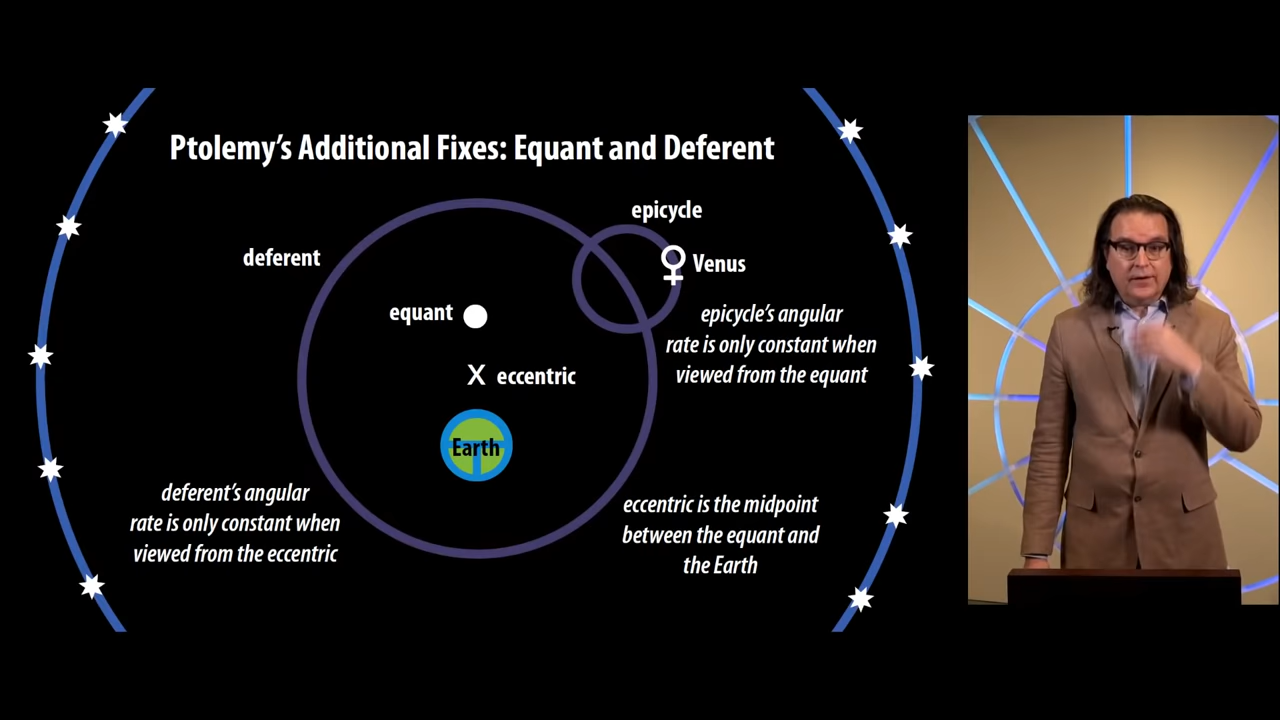 Ptolemy's Additional Fixes: Equant and Deferent
epicycle
deferent
Venus
equant
epicycle's angular
rate is only constant when
viewed from the equant
X eccentric
Earth
deferent's angular
rate is only constant when
viewed from the eccentric
eccentric is the midpoint
between the equant and
the Earth